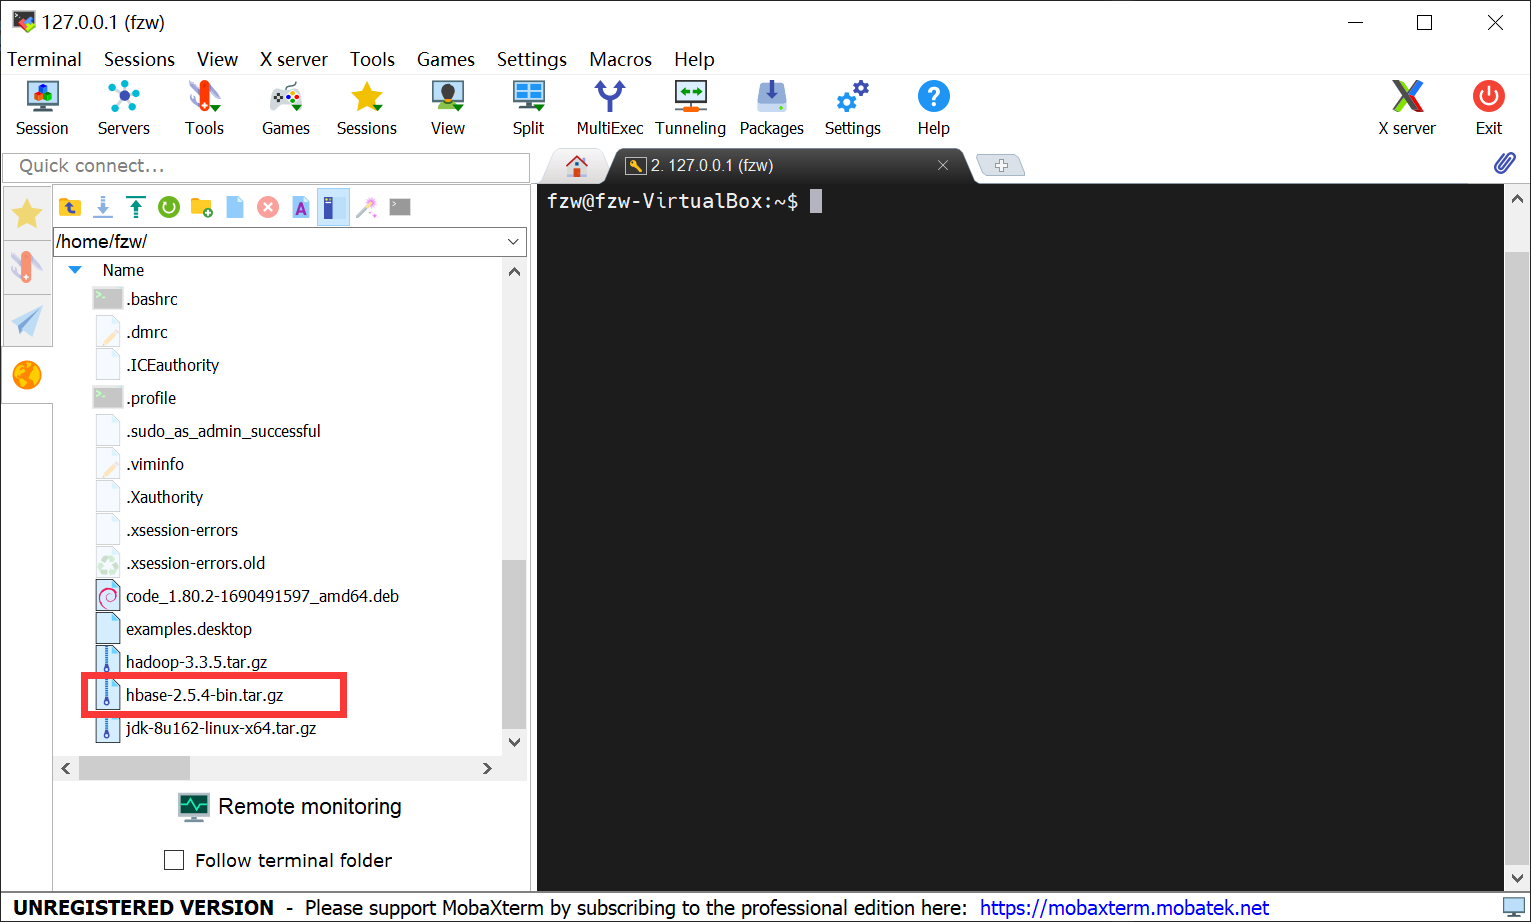 127.0.0.1 (fzw)
Terminal Sessions View X server Tools Games Settings Macros Help
Session Servers Tools Games Sessions View Split MultiExec Tunneling Packages Settings Help X server Exit
Quick connect...
2. 127.0.0.1 (fzw)
/home/fzw/
Name
.bashrc
.dmrc
.ICEauthority
.profile
.sudo_as_admin_successful
.viminfo
.Xauthority
.xsession-errors
.xsession-errors.old
code_1.80.2-1690491597_amd64.deb
examples.desktop
hadoop-3.3.5.tar.gz
hbase-2.5.4-bin.tar.gz
jdk-8u162-linux-x64.tar.gz
Remote monitoring
Follow terminal folder
fzw@fzw-VirtualBox:~$
UNREGISTERED VERSION - Please support MobaXterm by subscribing to the professional edition here: https://mobaxterm.mobatek.net